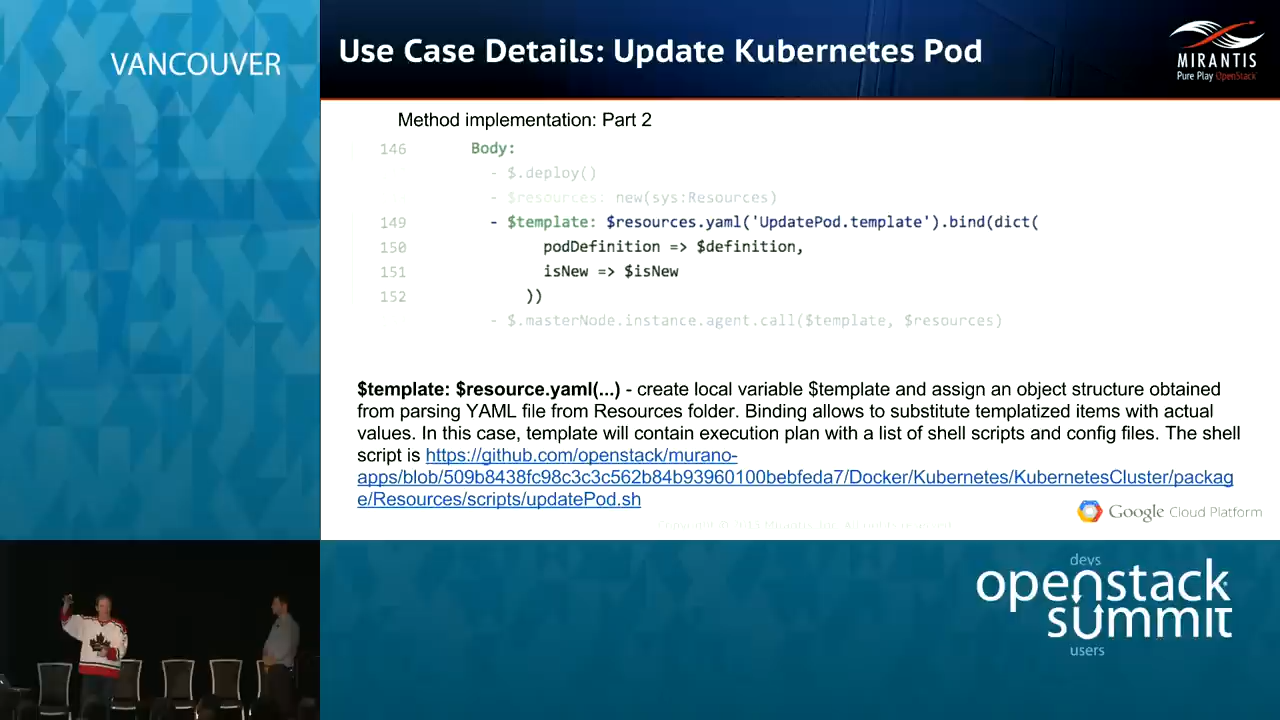 VANCOUVER
Use Case Details: Update Kubernetes Pod
MIRANTIS
Pure Play OpenStack
Method implementation: Part 2
146 Body:
- $.deploy()
- $resources: new(sys:Resources)
149 - $template: $resources.yaml('UpdatePod.template').bind(dict(
150 podDefinition => $definition,
151 isNew => $isNew
152 ))
- $.masterNode.instance.agent.call($template, $resources)
$template: $resource.yaml(...) - create local variable $template and assign an object structure obtained
from parsing YAML file from Resources folder. Binding allows to substitute templatized items with actual
values. In this case, template will contain execution plan with a list of shell scripts and config files. The shell
script is https://github.com/openstack/murano-
apps/blob/509b8438fc98c3c3c562b84b93960100bebfeda7/Docker/Kubernetes/KubernetesCluster/packag
e/Resources/scripts/updatePod.sh
Google Cloud Platform
devs
openstack
summit
users